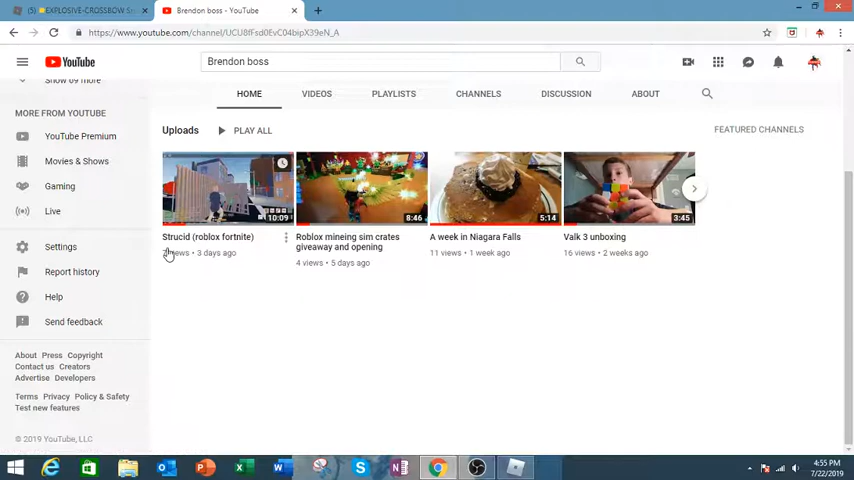 EXPLOSIVE-CROSSBOW
Brendon boss - YouTube
https://www.youtube.com/channel/UCU8fFsd0EvC04bipX39eN_A
YouTube
Brendon boss
Show 69 more
HOME
VIDEOS
PLAYLISTS
CHANNELS
DISCUSSION
ABOUT
MORE FROM YOUTUBE
YouTube Premium
Movies & Shows
Gaming
Live
Settings
Report history
Help
Send feedback
About Press Copyright
Contact us Creators
Advertise Developers
Terms Privacy Policy & Safety
Test new features
© 2019 YouTube, LLC
Uploads
PLAY ALL
FEATURED CHANNELS
10:09
8:46
5:14
3:45
Strucid (roblox fortnite)
views • 3 days ago
Roblox mineing sim crates
giveaway and opening
4 views • 5 days ago
A week in Niagara Falls
11 views • 1 week ago
Valk 3 unboxing
16 views • 2 weeks ago
4:55 PM
7/22/2019